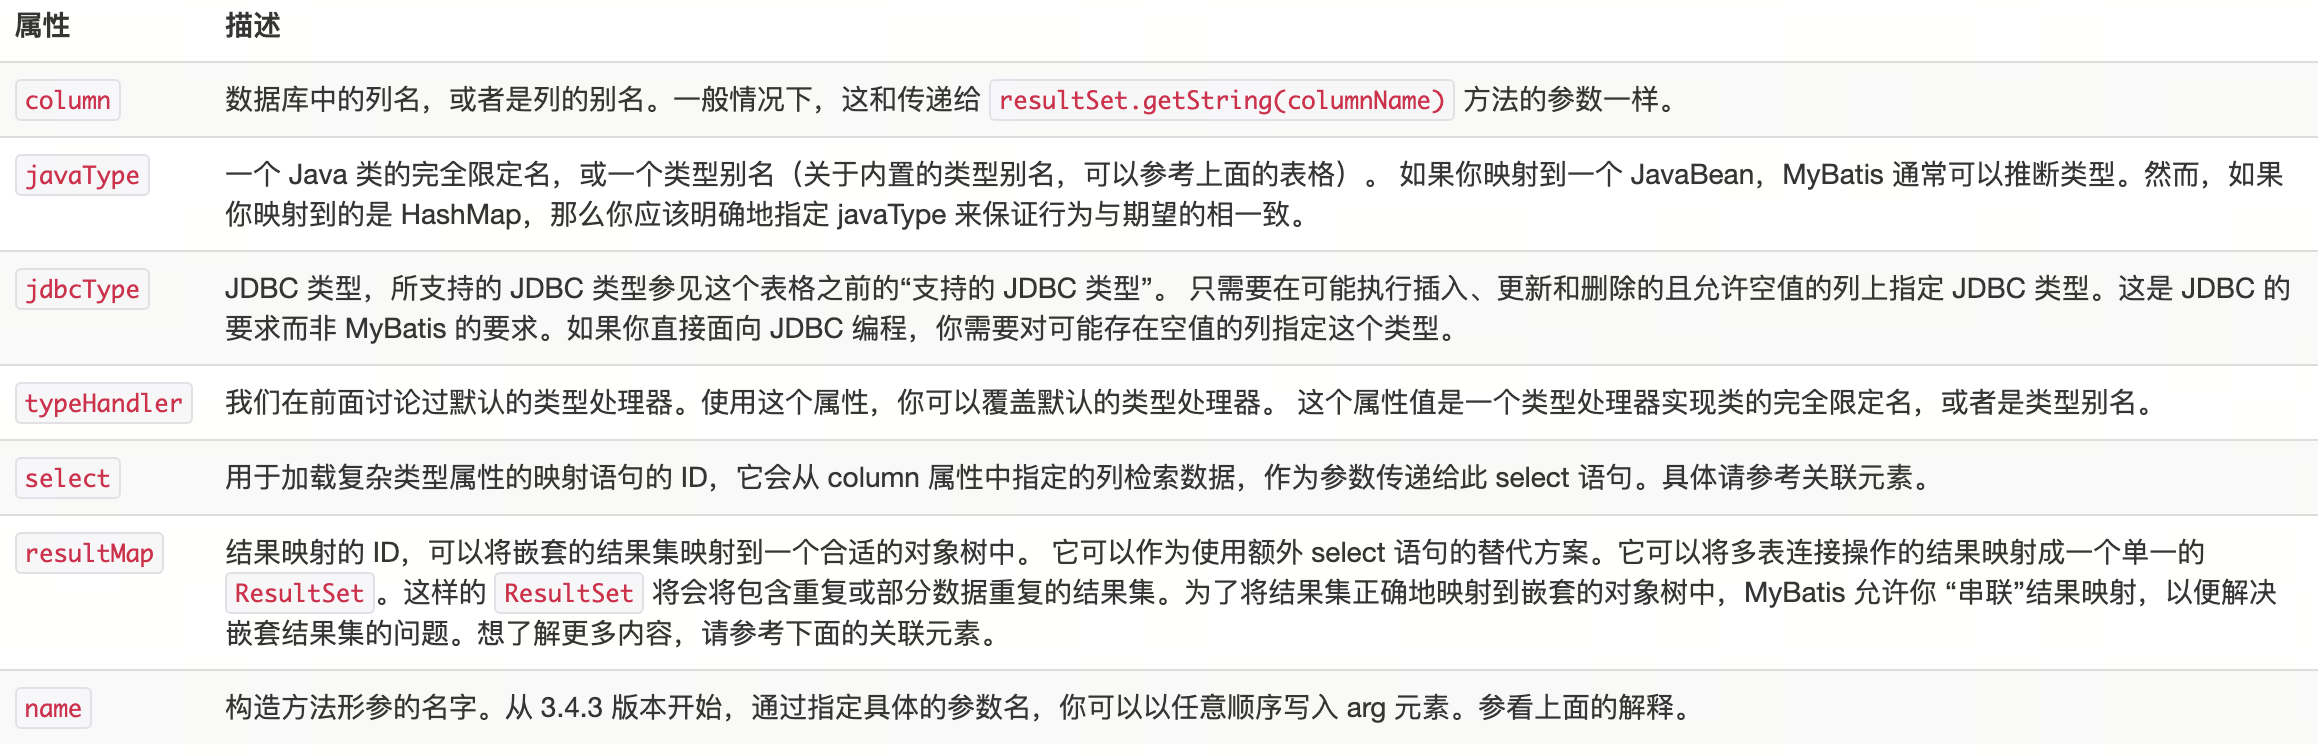 属性 描述
column 数据库中的列名，或者是列的别名。一般情况下，这和传递给 resultSet.getString(columnName) 方法的参数一样。
javaType 一个 Java 类的完全限定名，或一个类型别名（关于内置的类型别名，可以参考上面的表格）。 如果你映射到一个 JavaBean，MyBatis 通常可以推断类型。然而，如果
你映射到的是 HashMap，那么你应该明确地指定 javaType 来保证行为与期望的相一致。
jdbcType JDBC 类型，所支持的 JDBC 类型参见这个表格之前的“支持的 JDBC 类型”。 只需要在可能执行插入、更新和删除的且允许空值的列上指定 JDBC 类型。这是 JDBC 的
要求而非 MyBatis 的要求。如果你直接面向 JDBC 编程，你需要对可能存在空值的列指定这个类型。
typeHandler 我们在前面讨论过默认的类型处理器。使用这个属性，你可以覆盖默认的类型处理器。 这个属性值是一个类型处理器实现类的完全限定名，或者是类型别名。
select 用于加载复杂类型属性的映射语句的 ID，它会从 column 属性中指定的列检索数据，作为参数传递给此 select 语句。具体请参考关联元素。
resultMap 结果映射的 ID，可以将嵌套的结果集映射到一个合适的对象树中。 它可以作为使用额外 select 语句的替代方案。它可以将多表连接操作的结果映射成一个单一的
ResultSet。这样的 ResultSet 将会将包含重复或部分数据重复的结果集。为了将结果集正确地映射到嵌套的对象树中，MyBatis 允许你 “串联”结果映射，以便解决
嵌套结果集的问题。想了解更多内容，请参考下面的关联元素。
name 构造方法形参的名字。从 3.4.3 版本开始，通过指定具体的参数名，你可以以任意顺序写入 arg 元素。参看上面的解释。